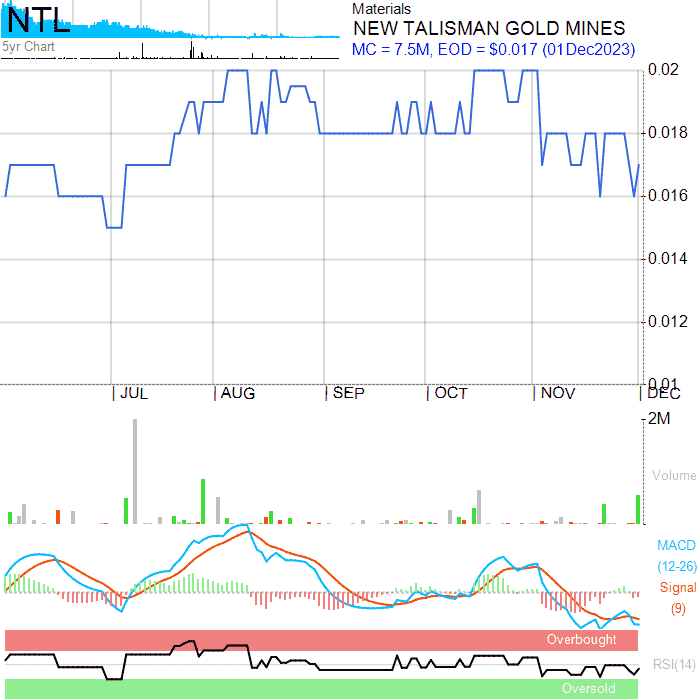 NTL
5yr Chart
Materials
NEW TALISMAN GOLD MINES
MC = 7.5M, EOD = $0.017 (01Dec2023)
0.02
0.018
0.016
0.014
0.012
0.01
JUL
AUG
SEP
OCT
NOV
DEC
2M
Volume
MACD
(12-26)
Signal
(9)
Overbought
RSI(14)
Oversold